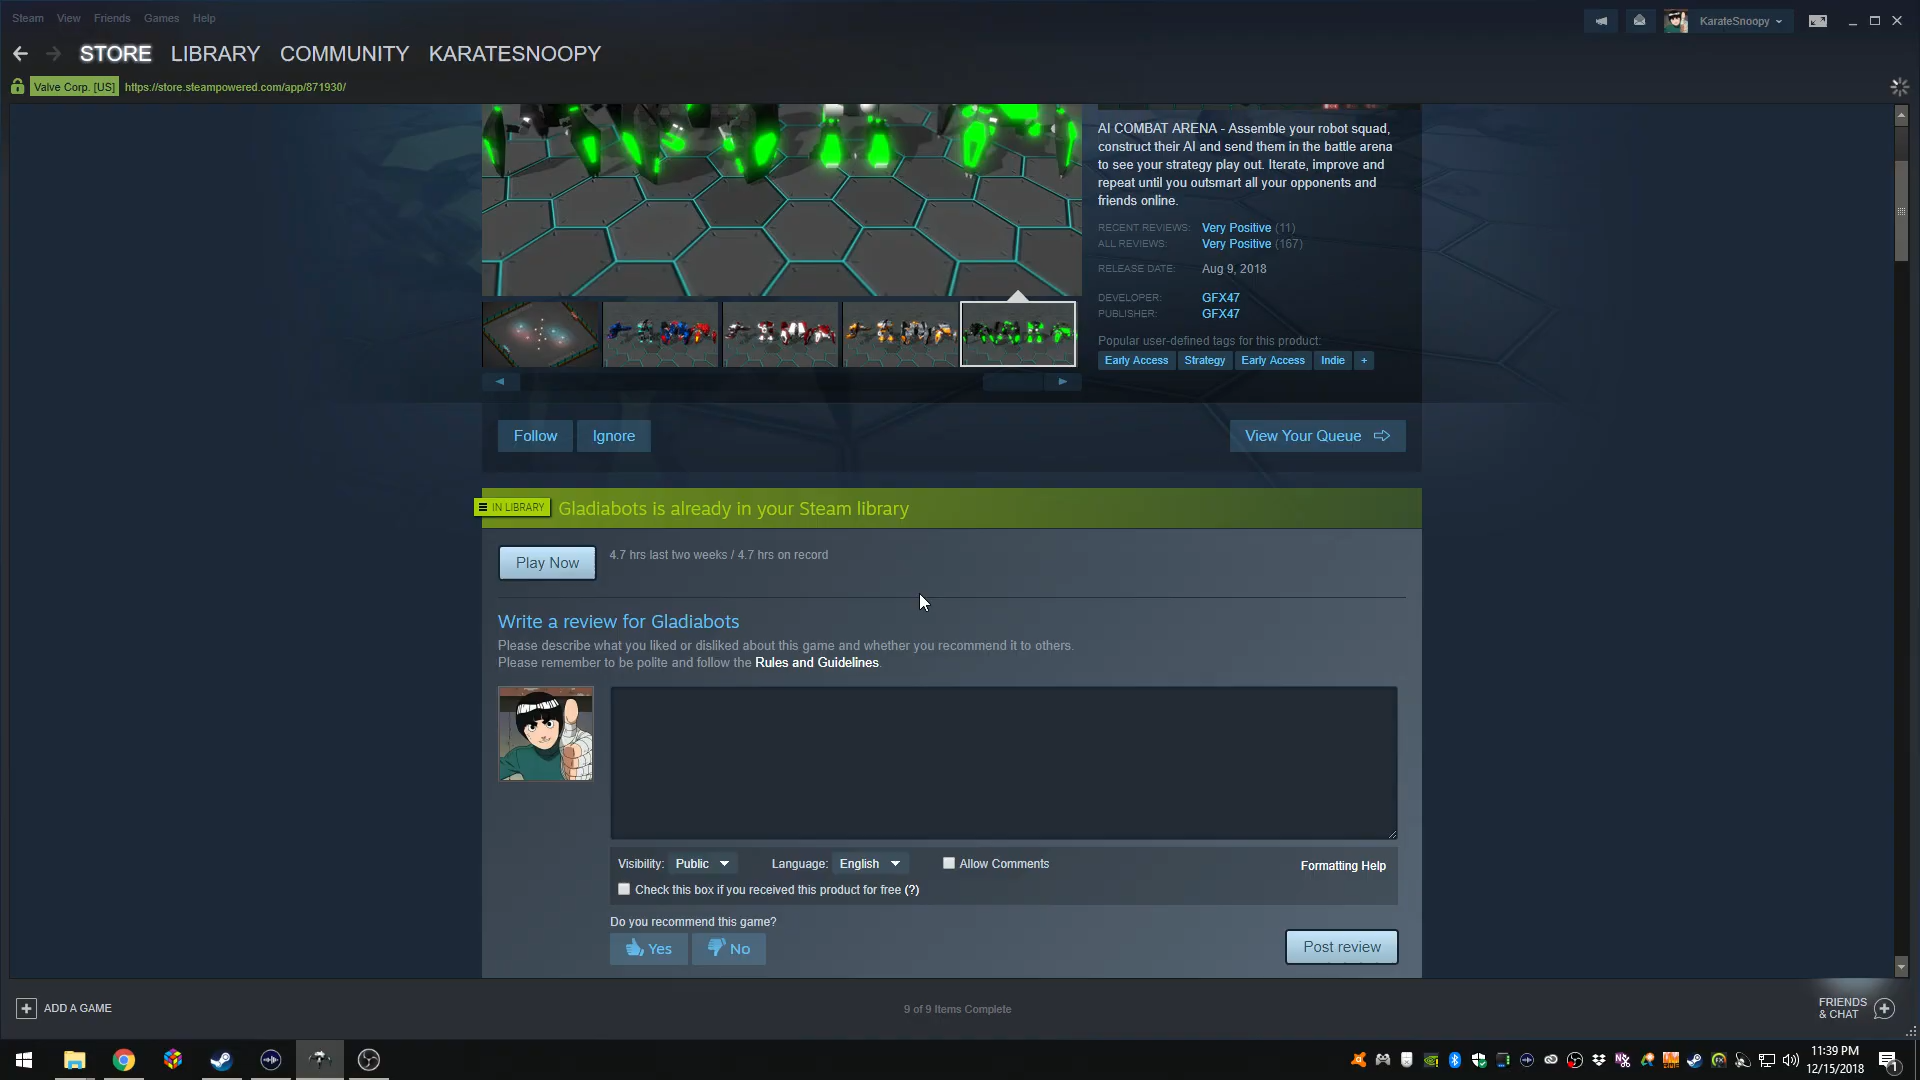 Steam View Friends Games Help
KarateSnoopy
STORE LIBRARY COMMUNITY KARATESNOOPY
Valve Corp. [US] https://store.steampowered.com/app/871930/
AI COMBAT ARENA - Assemble your robot squad,
construct their AI and send them in the battle arena
to see your strategy play out. Iterate, improve and
repeat until you outsmart all your opponents and
friends online.
RECENT REVIEWS: Very Positive (11)
ALL REVIEWS: Very Positive (167)
RELEASE DATE: Aug 9, 2018
DEVELOPER: GFX47
PUBLISHER: GFX47
Popular user-defined tags for this product:
Early Access Strategy Early Access Indie +
Follow Ignore View Your Queue
IN LIBRARY Gladiabots is already in your Steam library
Play Now 4.7 hrs last two weeks / 4.7 hrs on record
Write a review for Gladiabots
Please describe what you liked or disliked about this game and whether you recommend it to others.
Please remember to be polite and follow the Rules and Guidelines.
Visibility: Public Language: English Allow Comments Formatting Help
Check this box if you received this product for free (?)
Do you recommend this game?
Yes No Post review
ADD A GAME 9 of 9 Items Complete FRIENDS
& CHAT
11:39 PM
12/15/2018
1